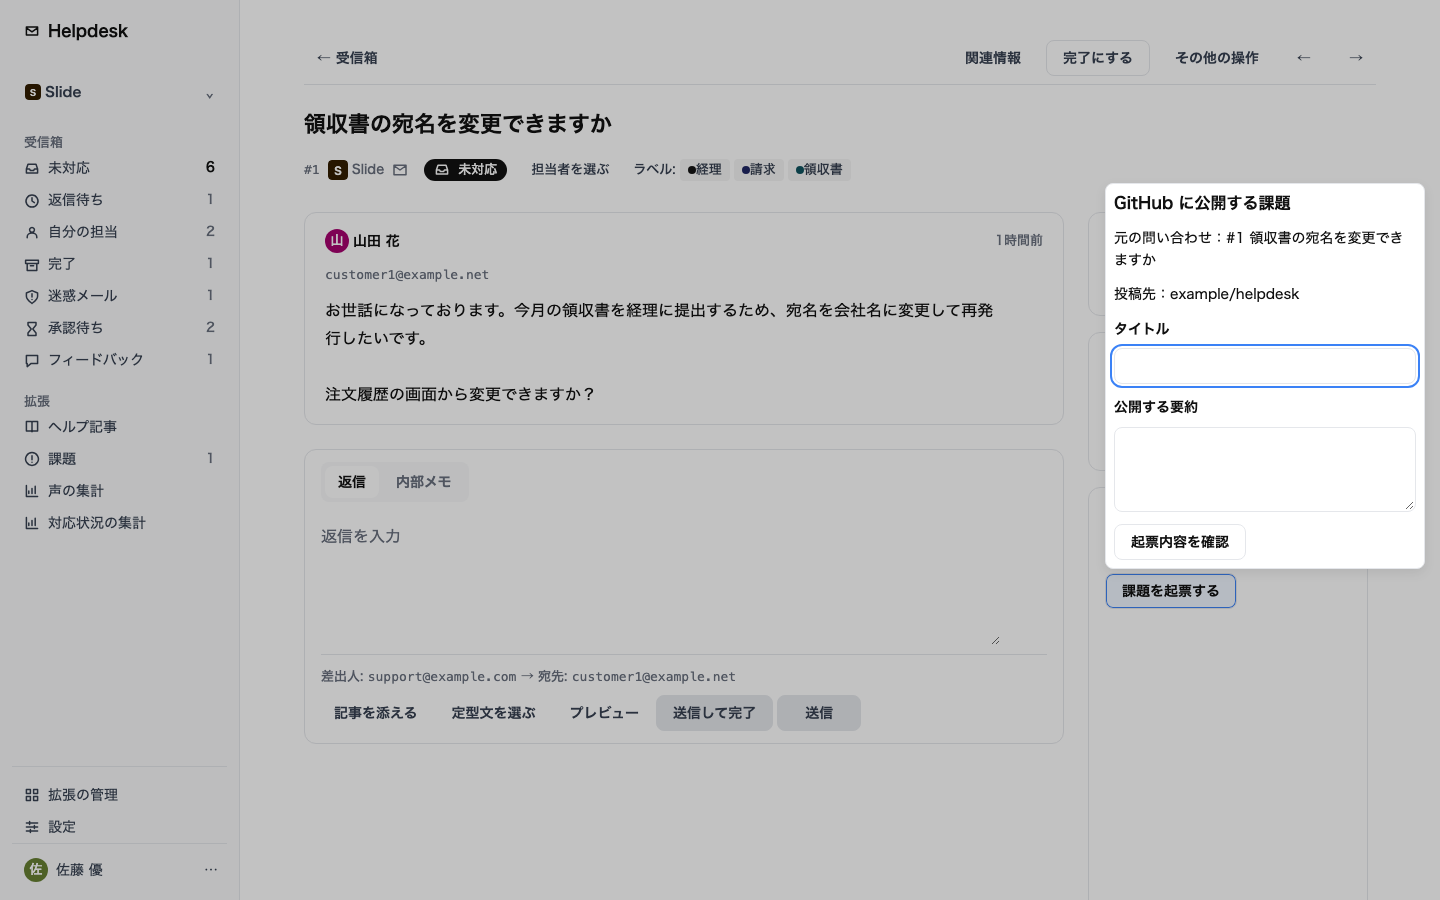 Helpdesk
S Slide
受信箱
未対応 6
返信待ち 1
自分の担当 2
完了 1
迷惑メール 1
承認待ち 2
フィードバック 1
拡張
ヘルプ記事
課題 1
声の集計
対応状況の集計
拡張の管理
設定
佐 佐藤 優 …
← 受信箱
関連情報 完了にする その他の操作 ← →
領収書の宛名を変更できますか
#1 S Slide 未対応 担当者を選ぶ ラベル: 経理 請求 領収書
山 山田 花 1時間前
customer1@example.net
お世話になっております。今月の領収書を経理に提出するため、宛名を会社名に変更して再発
行したいです。
注文履歴の画面から変更できますか？
返信 内部メモ
返信を入力
差出人: support@example.com → 宛先: customer1@example.net
記事を添える 定型文を選ぶ プレビュー 送信して完了 送信
GitHub に公開する課題
元の問い合わせ：#1 領収書の宛名を変更でき
ますか
投稿先：example/helpdesk
タイトル
公開する要約
起票内容を確認
課題を起票する